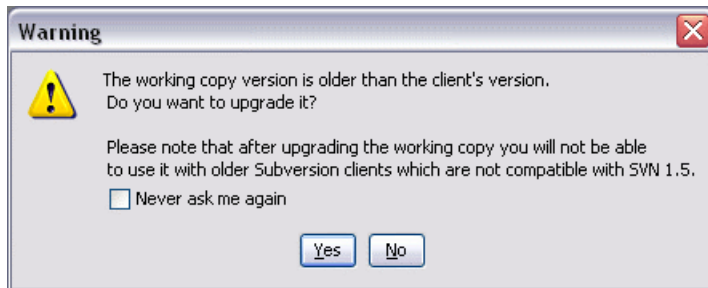 Warning
The working copy version is older than the client's version.
Do you want to upgrade it?
Please note that after upgrading the working copy you will not be able
to use it with older Subversion clients which are not compatible with SVN 1.5.
Never ask me again
Yes No